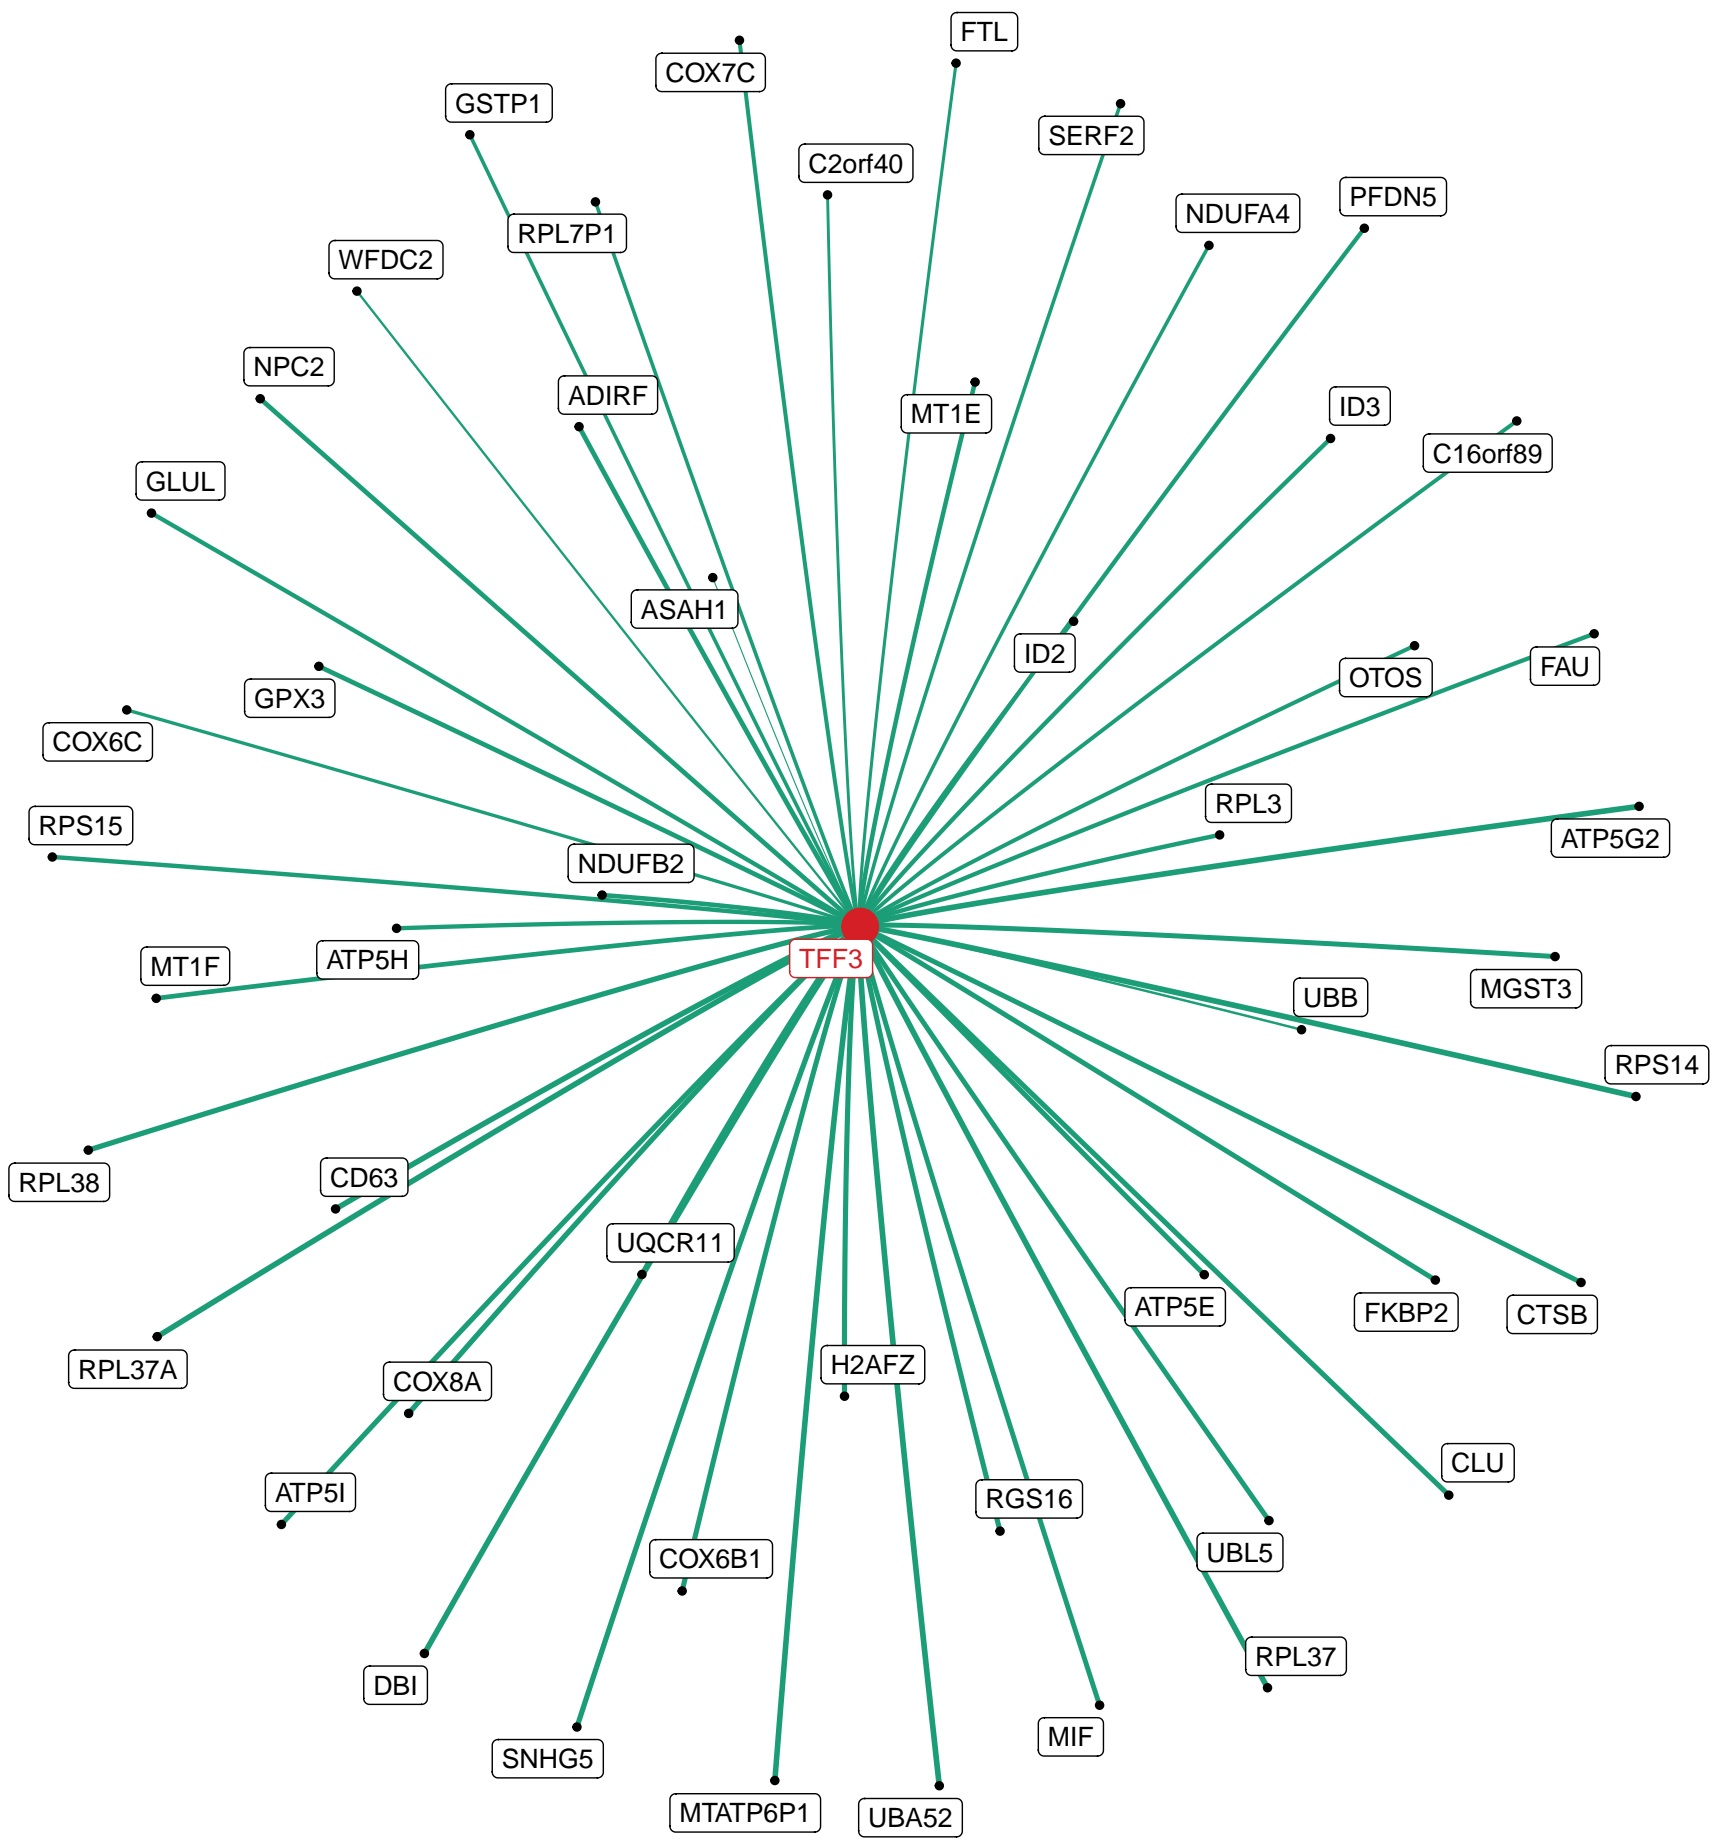 FTL
COX7C
GSTP1
SERF2
C2orf40
PFDN5
NDUFA4
RPL7P1
WFDC2
NPC2
ADIRF
ID3
MT1E
C16orf89
GLUL
ASAH1
ID2
FAU
OTOS
GPX3
COX6C
RPL3
RPS15
ATP5G2
NDUFB2
TFF3
ATP5H
MT1F
MGST3
UBB
RPS14
CD63
RPL38
UQCR11
ATP5E
FKBP2
CTSB
H2AFZ
RPL37A
COX8A
CLU
ATP5I
RGS16
UBL5
COX6B1
RPL37
DBI
MIF
SNHG5
MTATP6P1
UBA52